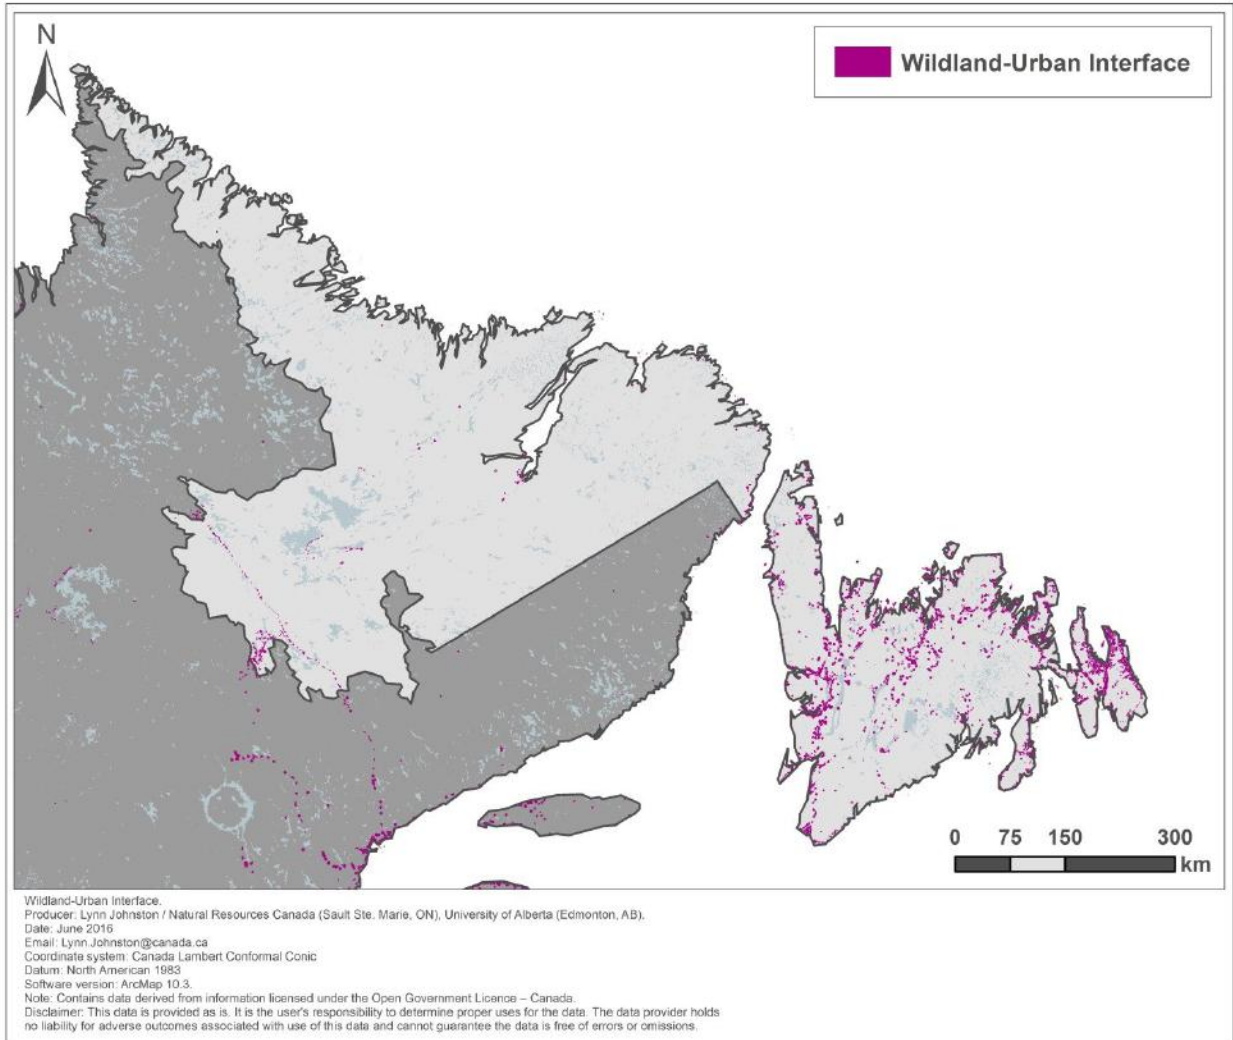 N
Wildland-Urban Interface
0 75 150 300
km
Wildland-Urban Interface.
Producer: Lynn Johnston / Natural Resources Canada (Sault Ste. Marie, ON), University of Alberta (Edmonton, AB).
Date: June 2016
Email: Lynn.Johnston@canada.ca
Coordinate system: Canada Lambert Conformal Conic
Datum: North American 1983
Software version: ArcMap 10.3.
Note: Contains data derived from information licensed under the Open Government Licence – Canada.
Disclaimer: This data is provided as is. It is the user's responsibility to determine proper uses for the data. The data provider holds
no liability for adverse outcomes associated with use of this data and cannot guarantee the data is free of errors or omissions.